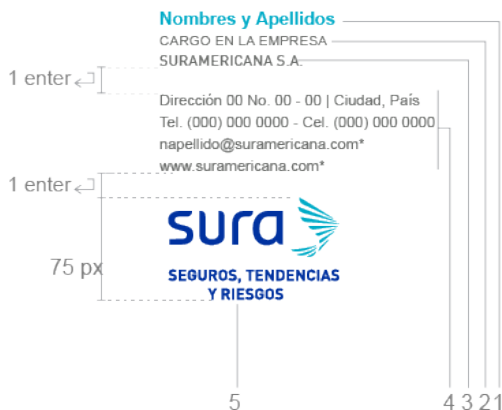 Nombres y Apellidos
CARGO EN LA EMPRESA
SURAMERICANA S.A.
1 enter
Dirección 00 No. 00 - 00 | Ciudad, País
Tel. (000) 000 0000 - Cel. (000) 000 0000
napellido@suramericana.com*
www.suramericana.com*
1 enter
sura
75 px
SEGUROS, TENDENCIAS
Y RIESGOS
5 4 3 2 1